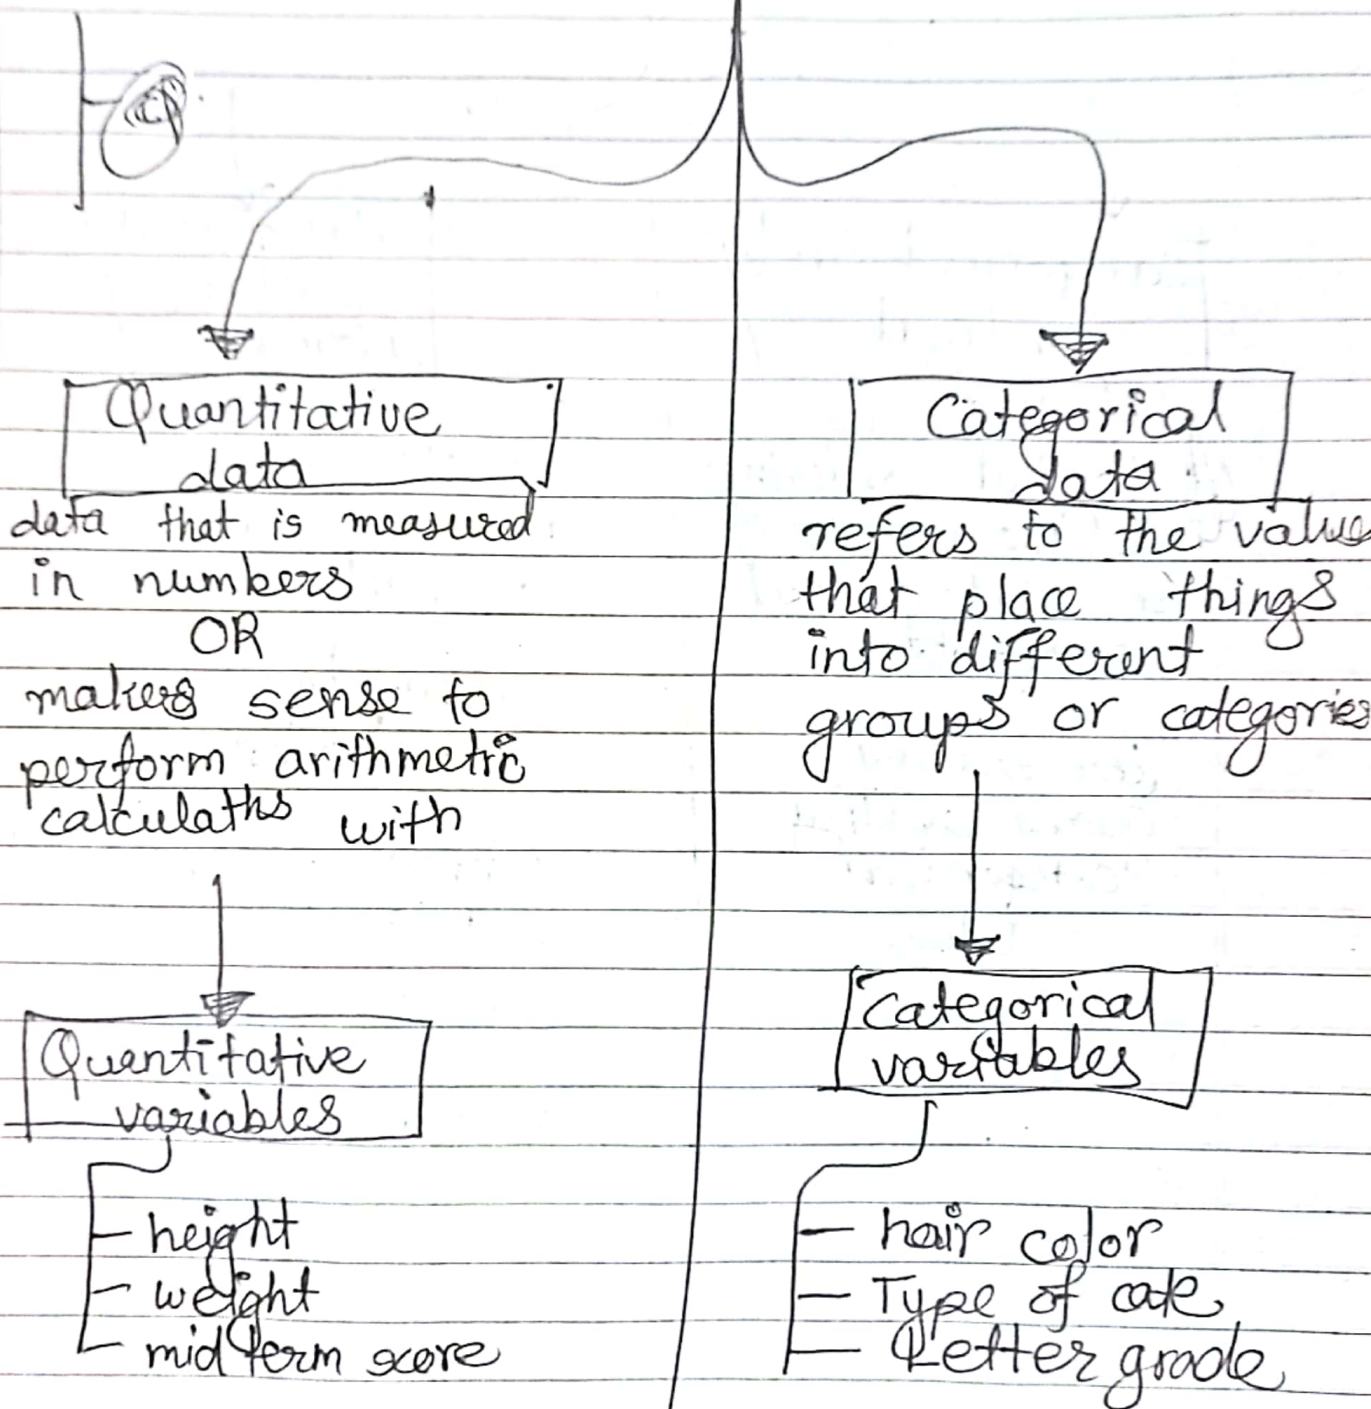 Quantitative
data
data that is measured
in numbers
OR
makes sense to
perform arithmetic
calculaths with
Quantitative
variables
height
weight
mid term score
Categorical
data
refers to the value
that place things
into different
groups or categories
Categorical
variables
hair color
Type of
Letter grade